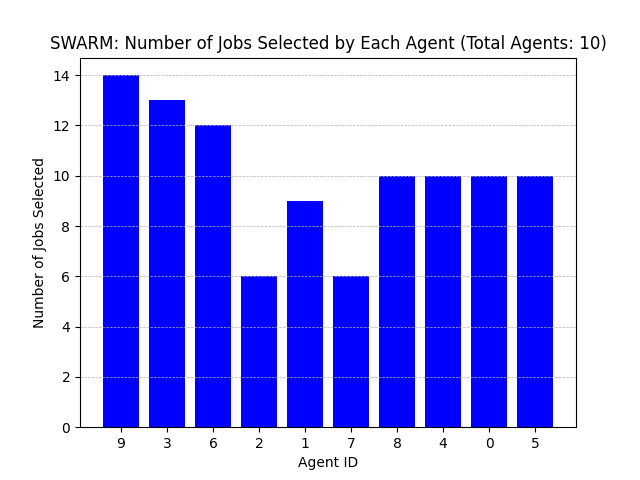 SWARM: Number of Jobs Selected by Each Agent (Total Agents: 10)
14
12
10
8
6
4
2
0
Number of Jobs Selected
9 3 6 2 1 7 8 4 0 5
Agent ID